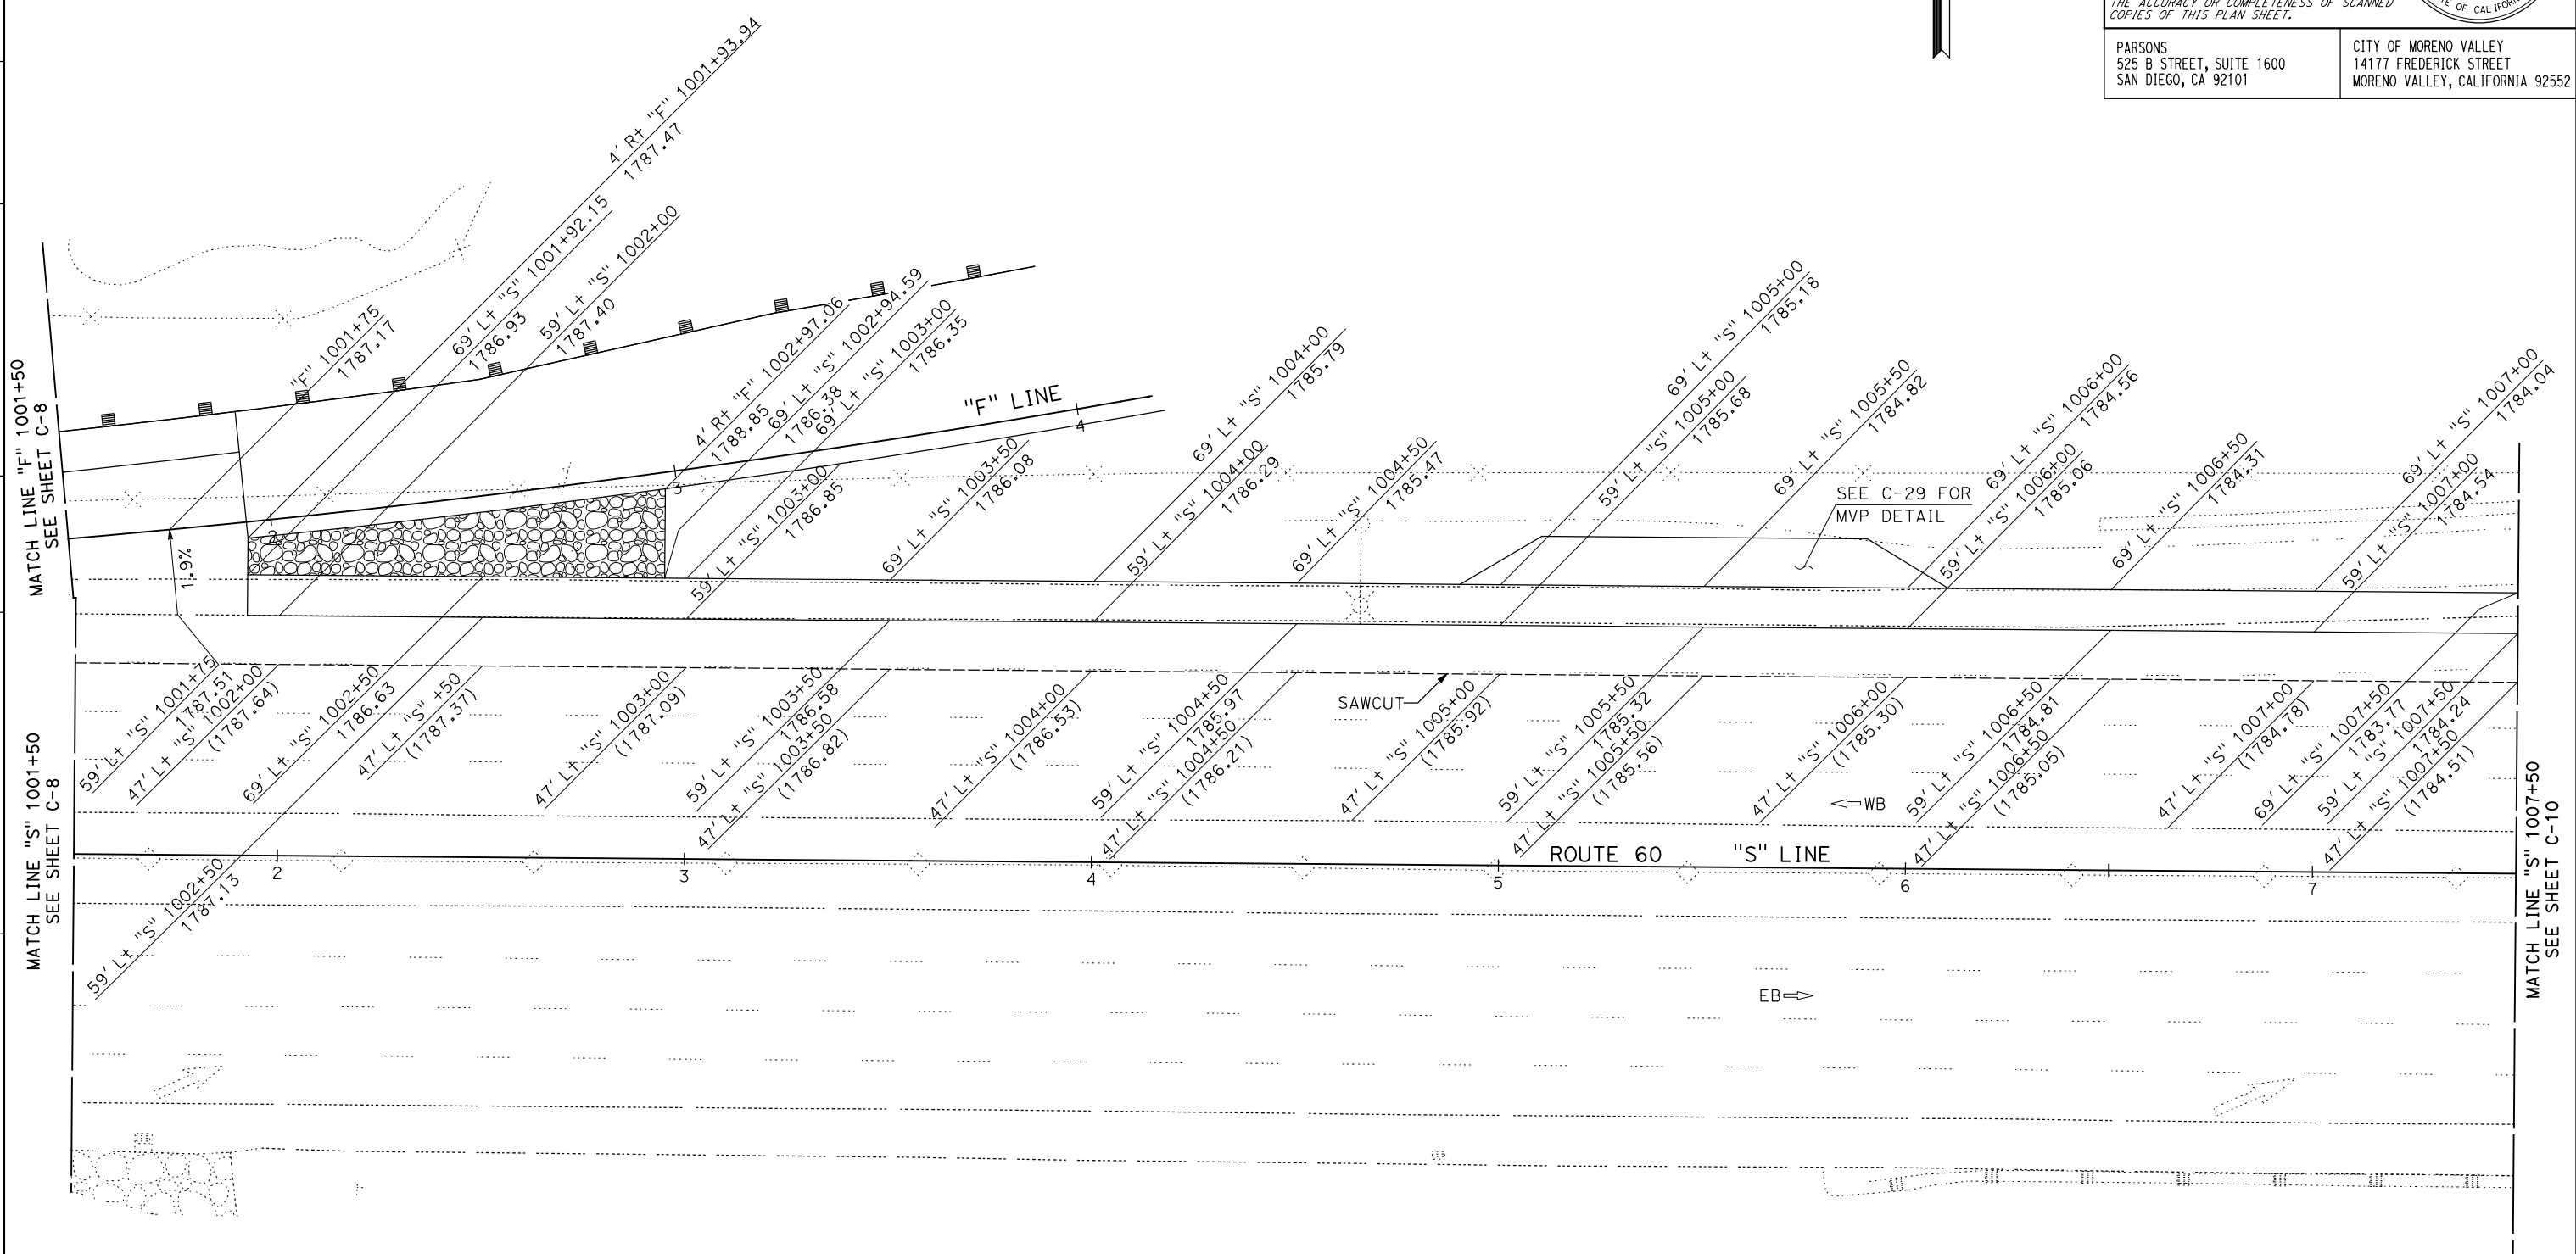 THE ACCURACY OR COMPLETENESS OF SCANNED
COPIES OF THIS PLAN SHEET.
PARSONS
525 B STREET, SUITE 1600
SAN DIEGO, CA 92101
CITY OF MORENO VALLEY
14177 FREDERICK STREET
MORENO VALLEY, CALIFORNIA 92552
MATCH LINE "F" 1001+50
SEE SHEET C-8
MATCH LINE "S" 1001+50
SEE SHEET C-8
"F" 1001+75
1787.17
4' Rt "F" 1001+93.94
1787.47
69' Lt "S" 1001+92.15
1786.93
59' Lt "S" 1002+00
1787.40
4' Rt "F" 1002+97.06
1788.85
69' Lt "S" 1002+94.59
1786.38
69' Lt "S" 1003+00
1786.35
59' Lt "S" 1003+00
1786.85
69' Lt "S" 1003+50
1786.08
"F" LINE
2
3
4
1.9%
69' Lt "S" 1004+00
1785.79
59' Lt "S" 1004+00
1786.29
69' Lt "S" 1004+50
1785.47
69' Lt "S" 1005+00
1785.18
59' Lt "S" 1005+00
1785.68
69' Lt "S" 1005+50
1784.82
SEE C-29 FOR
MVP DETAIL
69' Lt "S" 1006+00
1784.56
59' Lt "S" 1006+00
1785.06
69' Lt "S" 1006+50
1784.31
69' Lt "S" 1007+00
1784.04
59' Lt "S" 1007+00
1784.54
59' Lt "S" 1001+75
1787.51
47' Lt "S" 1002+00
(1787.64)
69' Lt "S" 1002+50
1786.63
47' Lt "S" +50
(1787.37)
59' Lt "S" 1002+50
1787.13
47' Lt "S" 1003+00
(1787.09)
59' Lt "S" 1003+50
1786.58
47' Lt "S" 1003+50
(1786.82)
47' Lt "S" 1004+00
(1786.53)
59' Lt "S" 1004+50
1785.97
47' Lt "S" 1004+50
(1786.21)
SAWCUT
47' Lt "S" 1005+00
(1785.92)
59' Lt "S" 1005+50
1785.32
47' Lt "S" 1005+50
(1785.56)
47' Lt "S" 1006+00
(1785.30)
59' Lt "S" 1006+50
1784.81
47' Lt "S" 1006+50
(1785.05)
47' Lt "S" 1007+00
(1784.78)
69' Lt "S" 1007+50
1783.77
59' Lt "S" 1007+50
1784.24
47' Lt "S" 1007+50
(1784.51)
WB
ROUTE 60 "S" LINE
2
3
4
5
6
7
EB
MATCH LINE "S" 1007+50
SEE SHEET C-10